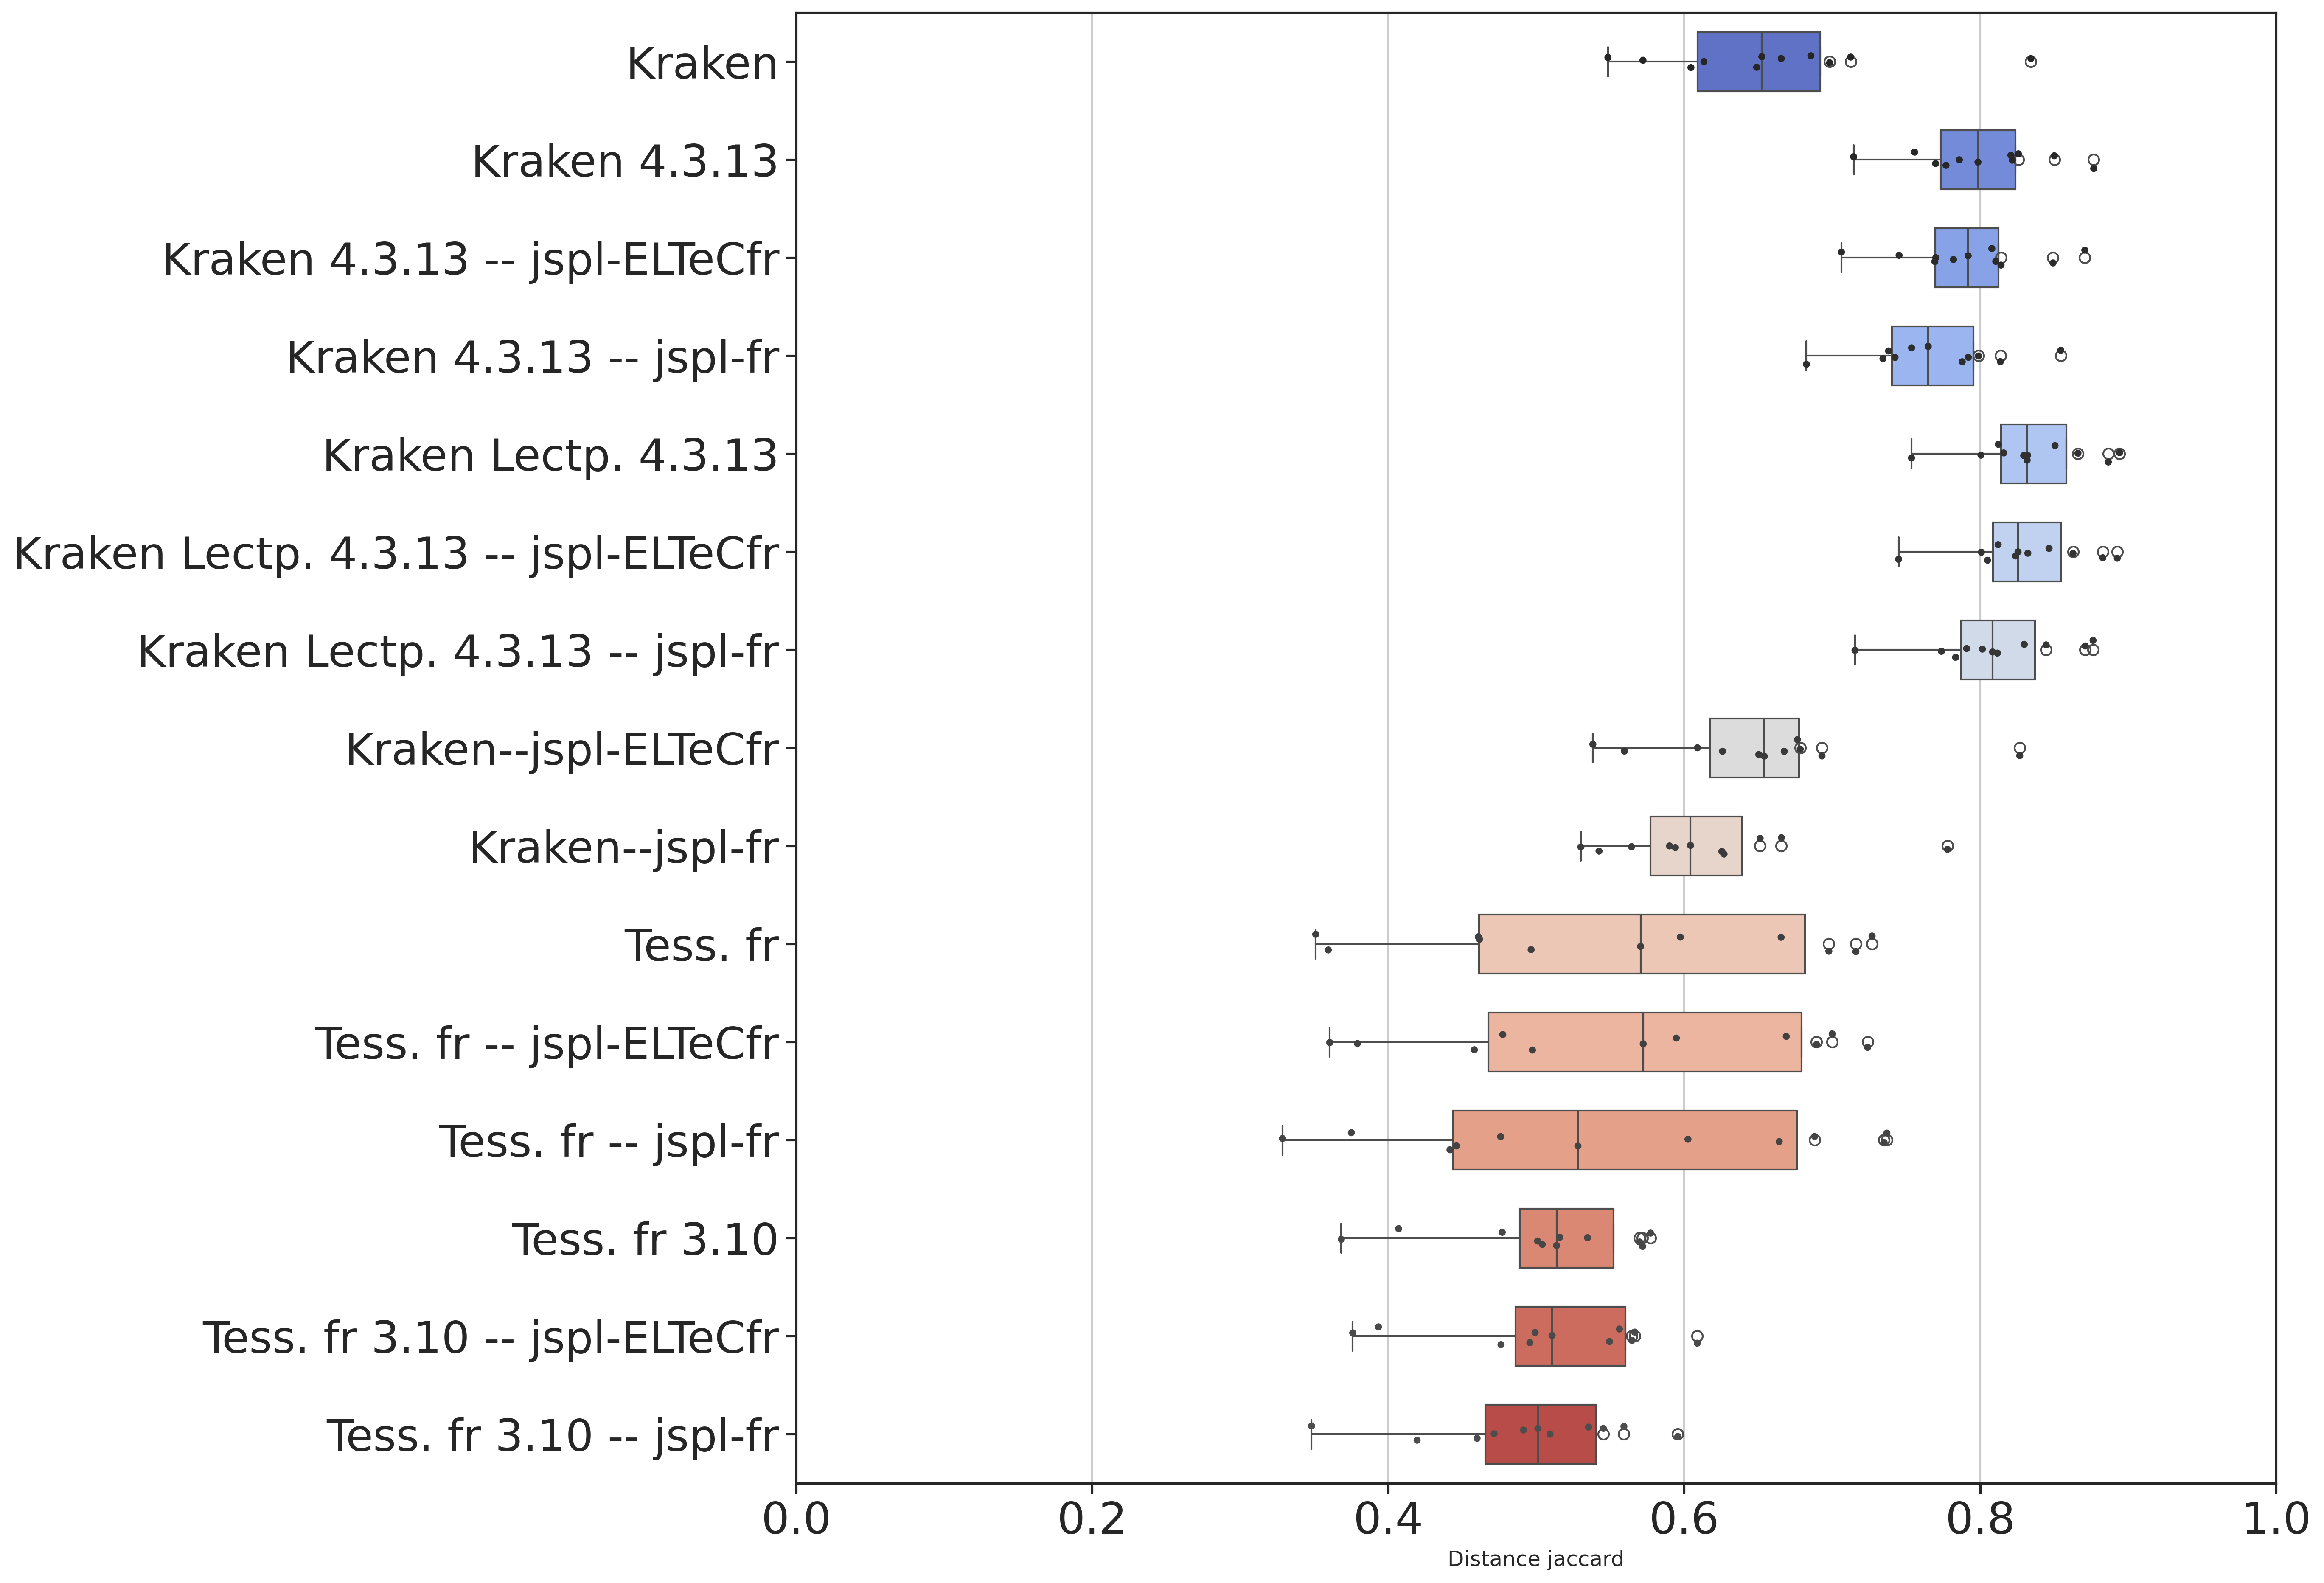 Kraken
Kraken 4.3.13
Kraken 4.3.13 -- jspl-ELTeCfr
Kraken 4.3.13 -- jspl-fr
Kraken Lectp. 4.3.13
Kraken Lectp. 4.3.13 -- jspl-ELTeCfr
Kraken Lectp. 4.3.13 -- jspl-fr
Kraken--jspl-ELTeCfr
Kraken--jspl-fr
Tess. fr
Tess. fr -- jspl-ELTeCfr
Tess. fr -- jspl-fr
Tess. fr 3.10
Tess. fr 3.10 -- jspl-ELTeCfr
Tess. fr 3.10 -- jspl-fr
0.0 0.2 0.4 0.6 0.8 1.0
Distance jaccard